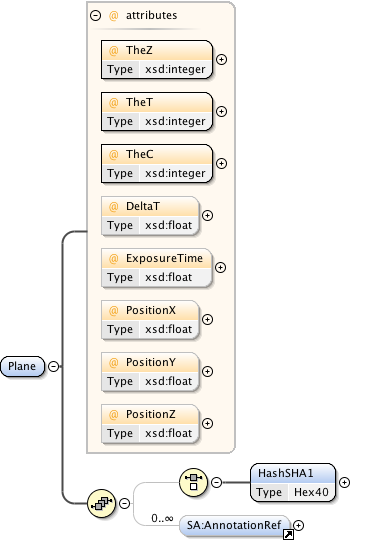 @ attributes
@ TheZ
Type xsd:integer
@ TheT
Type xsd:integer
@ TheC
Type xsd:integer
@ DeltaT
Type xsd:float
@ ExposureTime
Type xsd:float
@ PositionX
Type xsd:float
@ PositionY
Type xsd:float
@ PositionZ
Type xsd:float
Plane
HashSHA1
Type Hex40
0..∞
SA:AnnotationRef